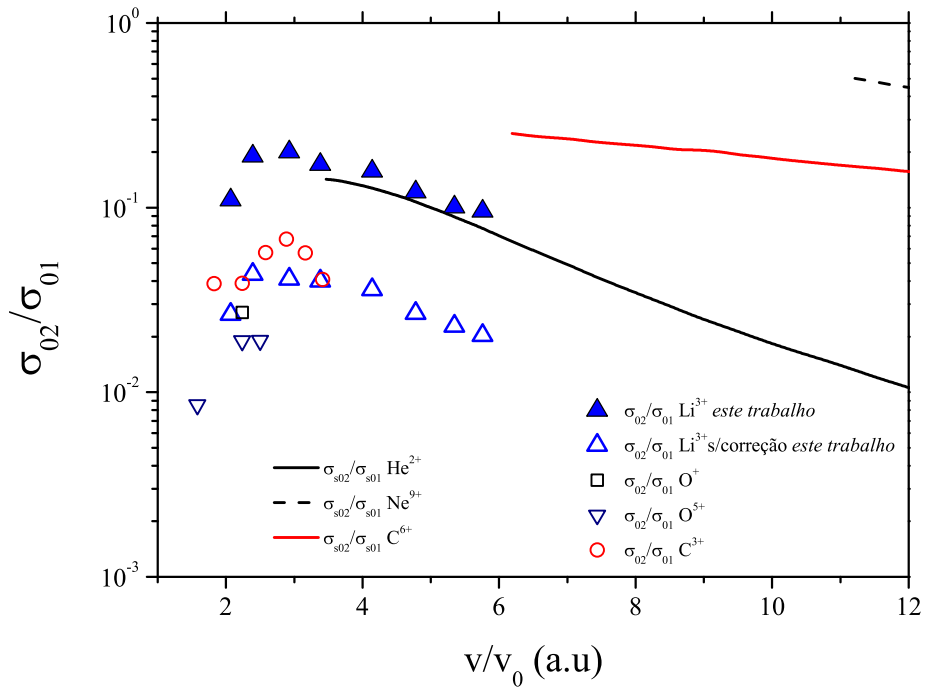 10⁰
10⁻¹
10⁻²
10⁻³
σ₀₂/σ₀₁
2 4 6 8 10 12
v/v₀ (a.u)
σₛ₀₂/σₛ₀₁ He²⁺
σₛ₀₂/σₛ₀₁ Ne⁹⁺
σₛ₀₂/σₛ₀₁ C⁶⁺
σ₀₂/σ₀₁ Li³⁺ este trabalho
σ₀₂/σ₀₁ Li³⁺s/correção este trabalho
σ₀₂/σ₀₁ O⁺
σ₀₂/σ₀₁ O⁵⁺
σ₀₂/σ₀₁ C³⁺